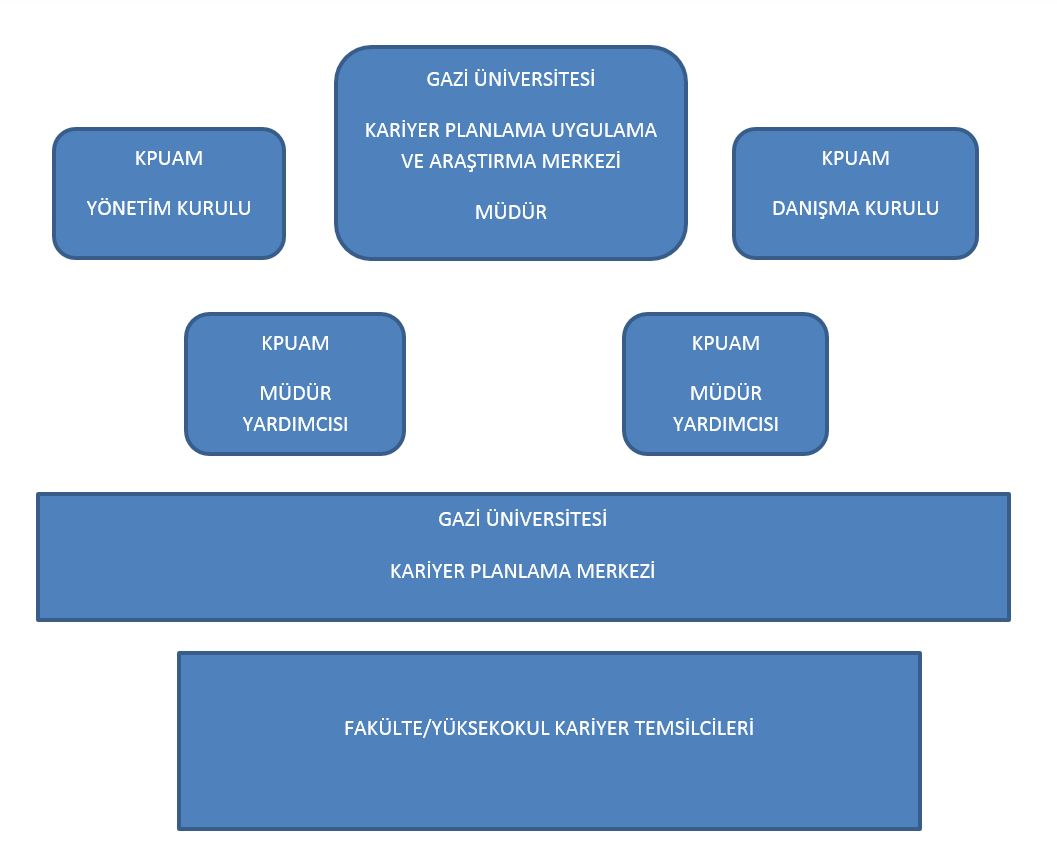 GAZİ ÜNİVERSİTESİ
KARİYER PLANLAMA UYGULAMA
VE ARAŞTIRMA MERKEZİ
MÜDÜR
KPUAM
YÖNETİM KURULU
KPUAM
DANIŞMA KURULU
KPUAM
MÜDÜR
YARDIMCISI
KPUAM
MÜDÜR
YARDIMCISI
GAZİ ÜNİVERSİTESİ
KARİYER PLANLAMA MERKEZİ
FAKÜLTE/YÜKSEKOKUL KARİYER TEMSİLCİLERİ